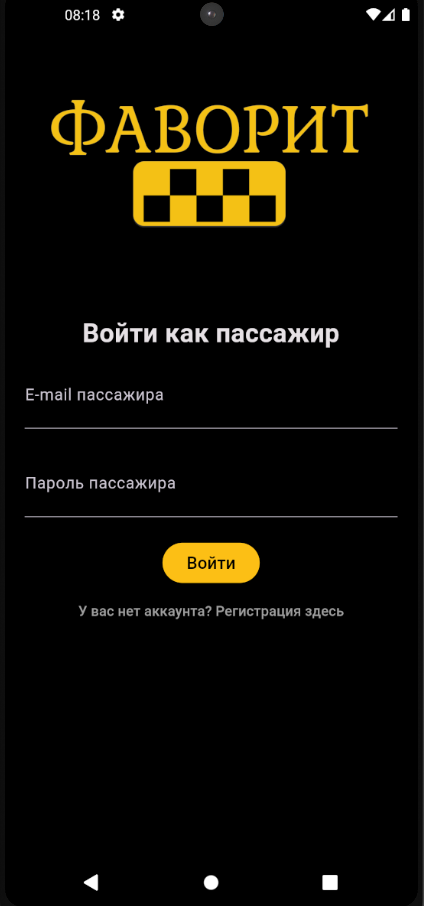 08:18
ФАВОРИТ
Войти как пассажир
E-mail пассажира
Пароль пассажира
Войти
У вас нет аккаунта? Регистрация здесь